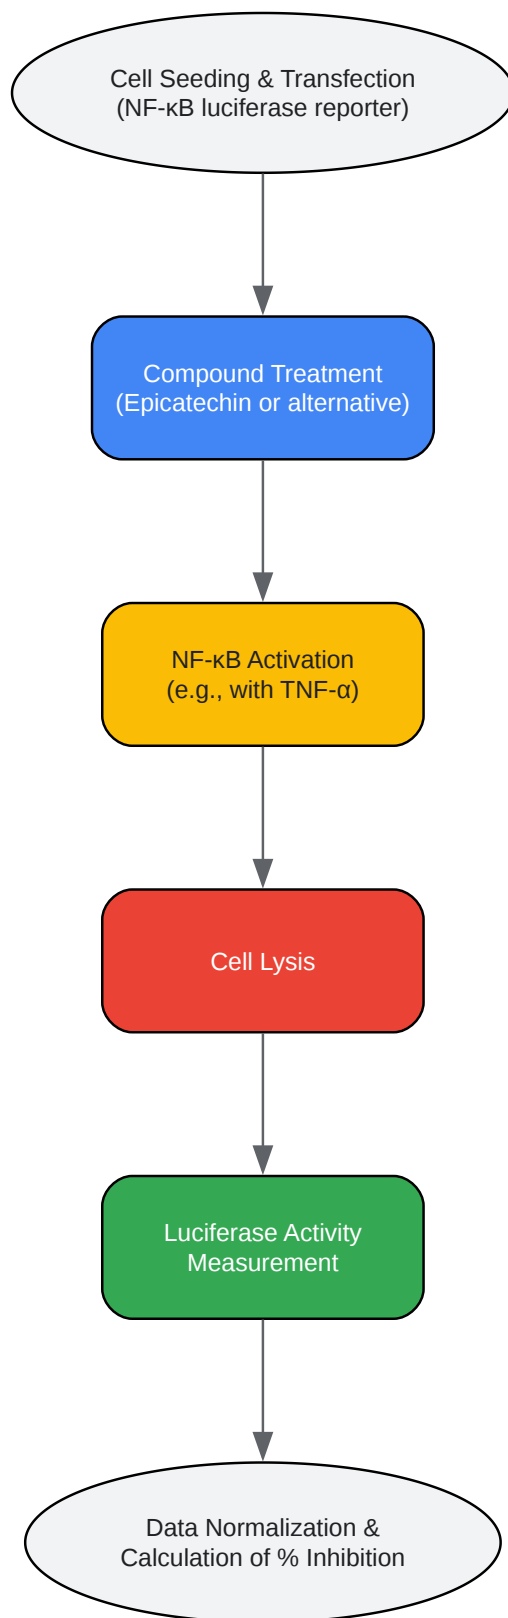 Cell Seeding & Transfection
(NF-κB luciferase reporter)
Compound Treatment
(Epicatechin or alternative)
NF-κB Activation
(e.g., with TNF-α)
Cell Lysis
Luciferase Activity
Measurement
Data Normalization &
Calculation of % Inhibition